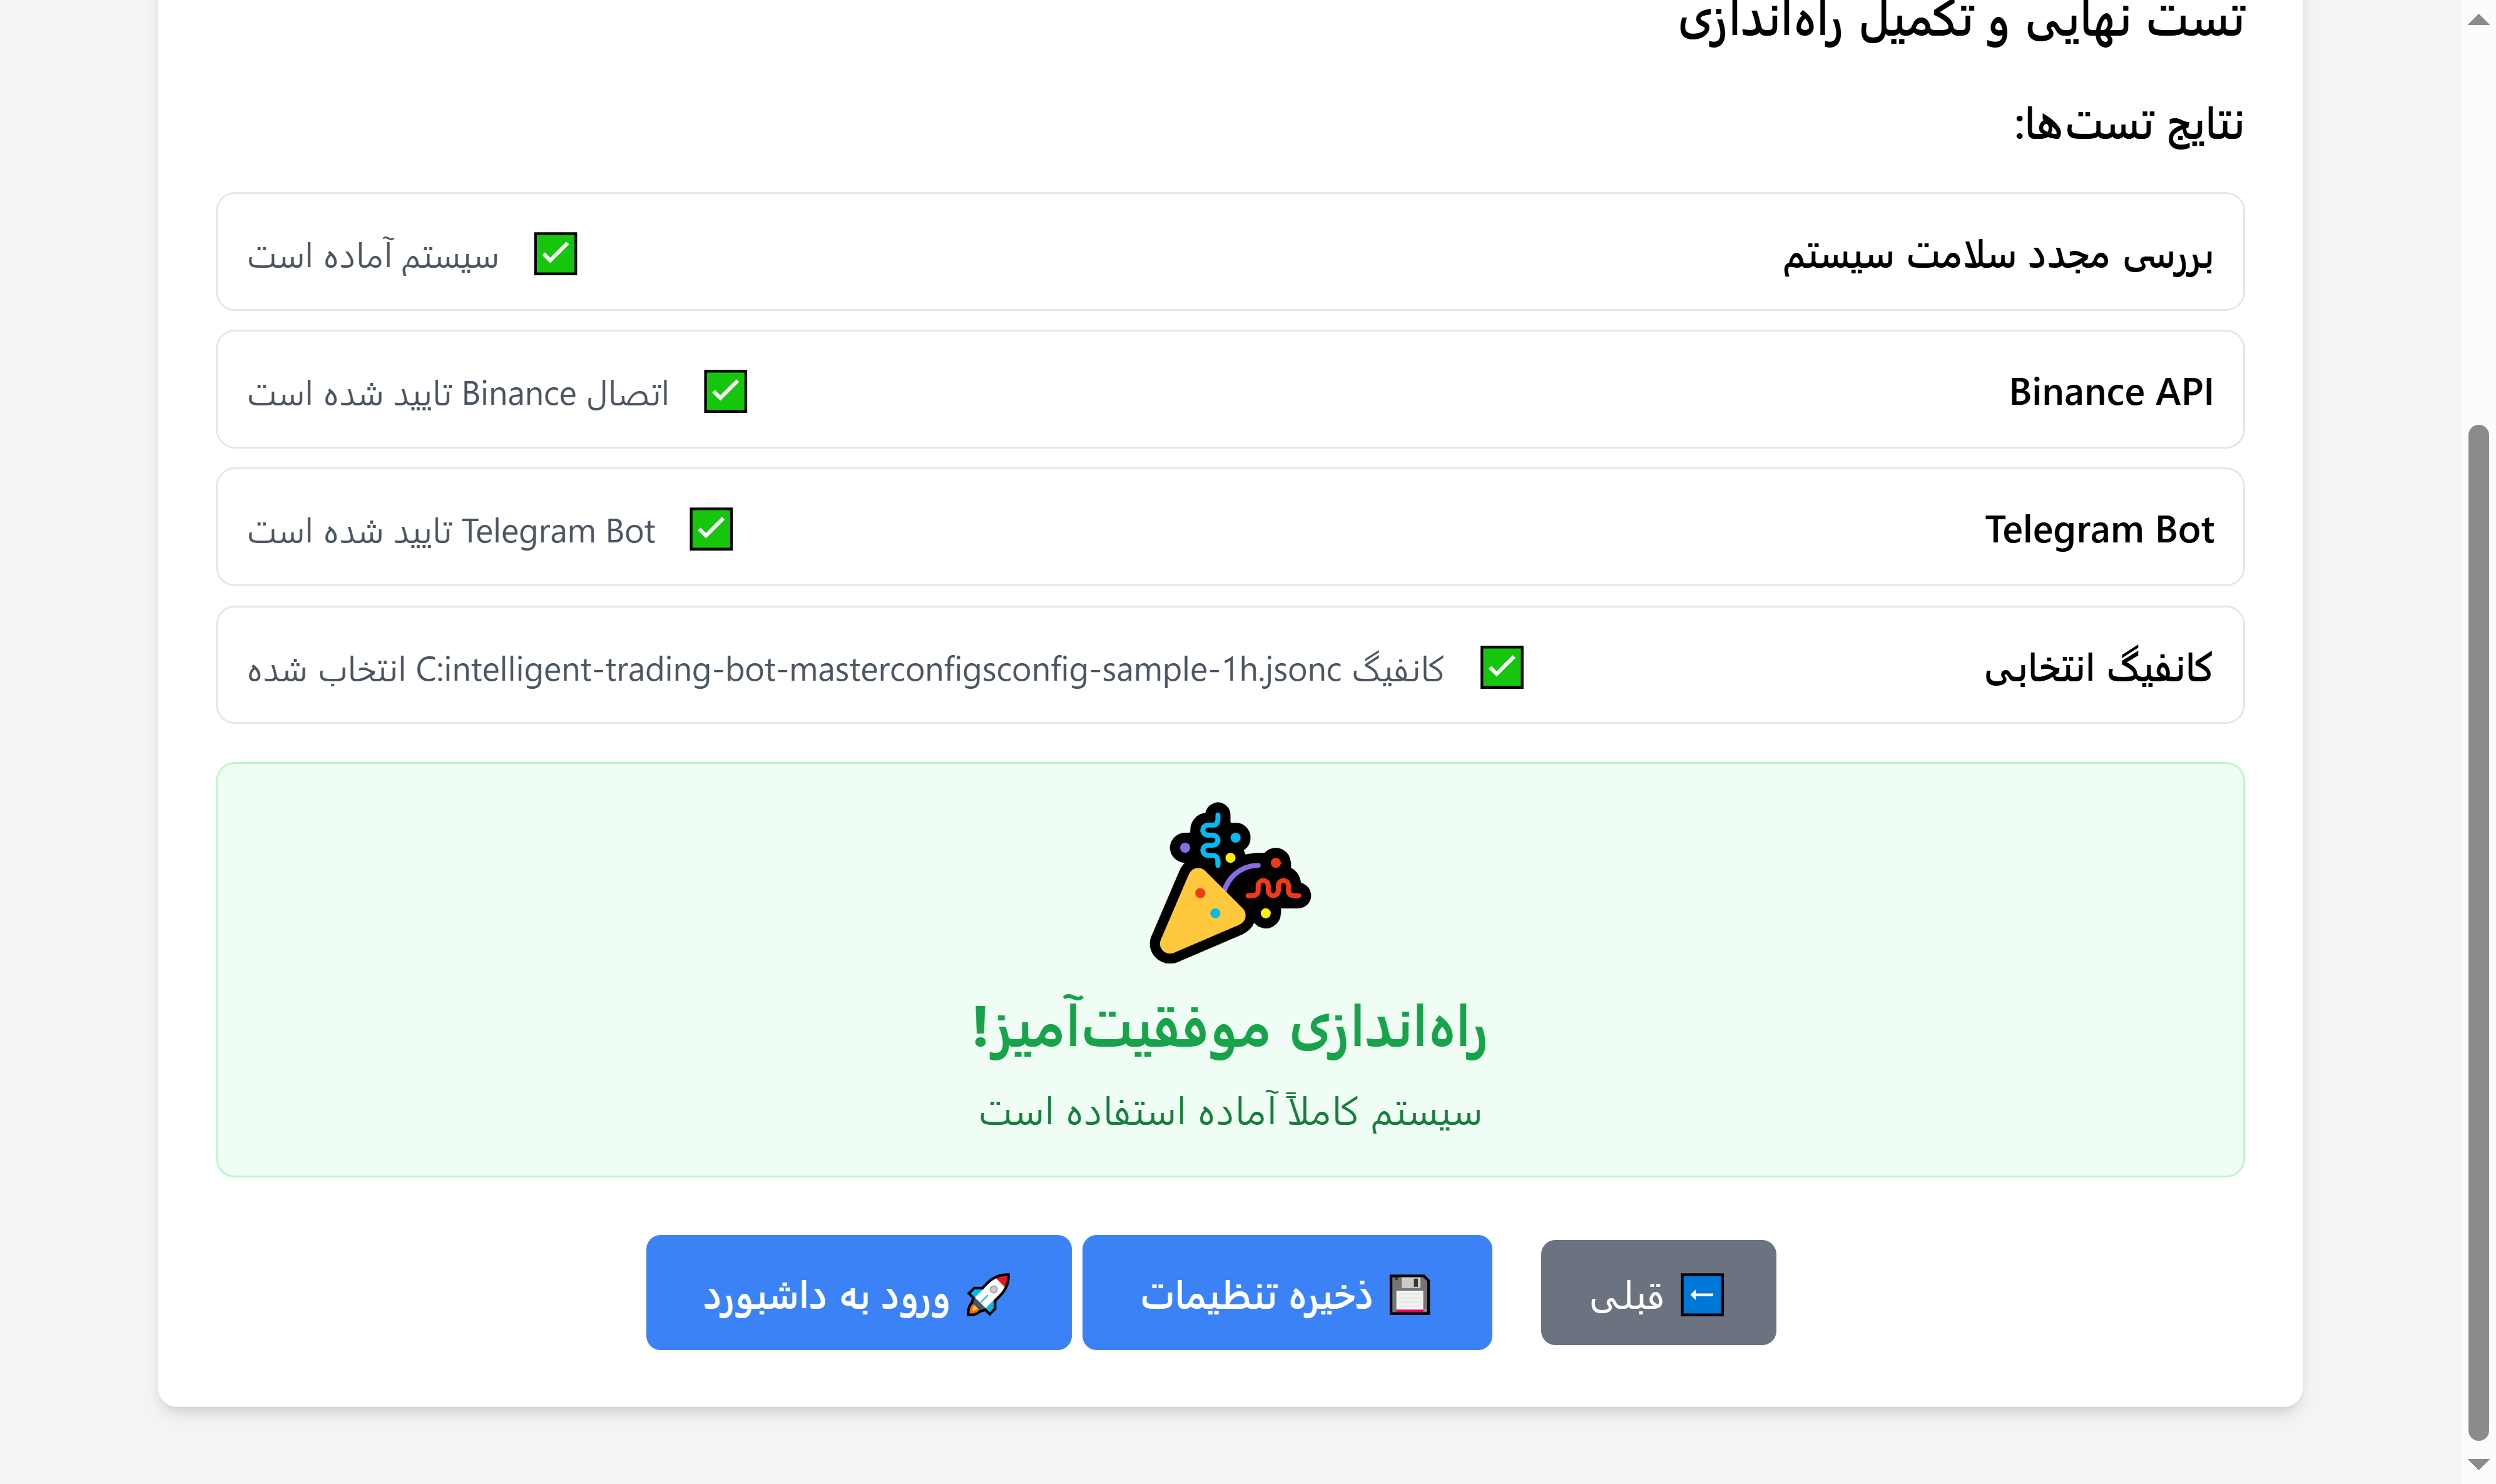 تست نهایی و تکمیل راه‌اندازی
نتایج تست‌ها:
بررسی مجدد سلامت سیستم
✅ سیستم آماده است
Binance API
✅ اتصال Binance تایید شده است
Telegram Bot
✅ Telegram Bot تایید شده است
کانفیگ انتخابی
✅ کانفیگ C:intelligent-trading-bot-masterconfigsconfig-sample-1h.jsonc انتخاب شده
راه‌اندازی موفقیت‌آمیز!
سیستم کاملاً آماده استفاده است
⬅️ قبلی
💾 ذخیره تنظیمات
🚀 ورود به داشبورد